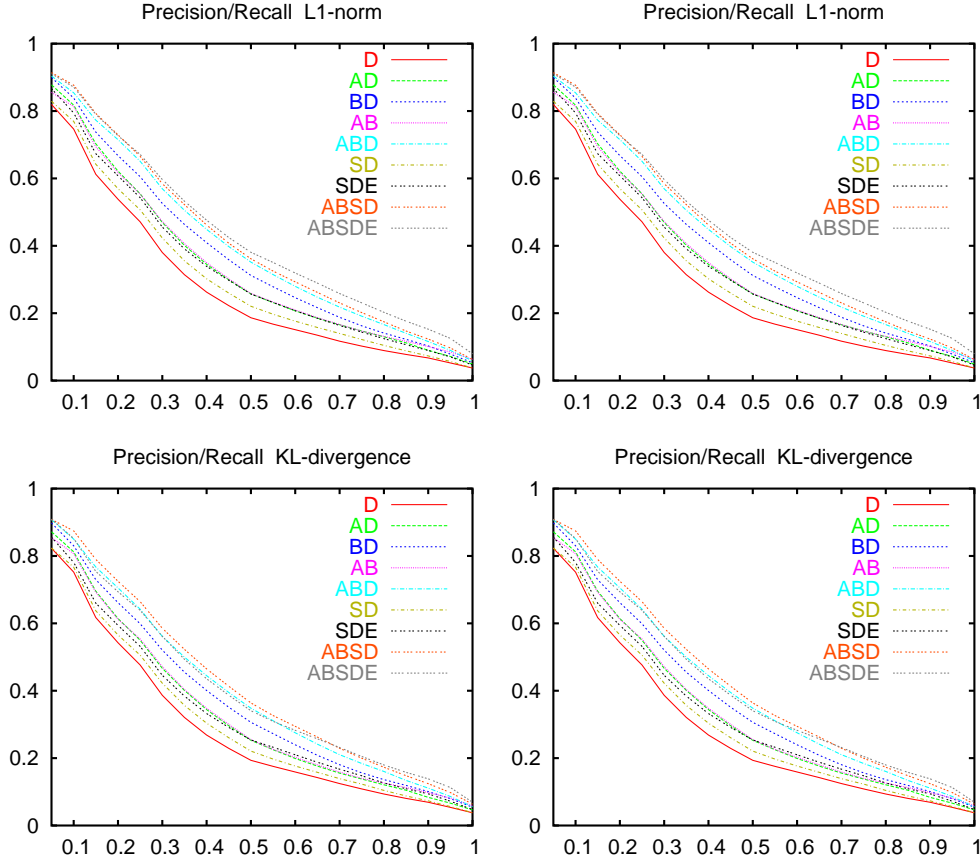 Precision/Recall L1-norm
1
0.8
0.6
0.4
0.2
0
D
AD
BD
AB
ABD
SD
SDE
ABSD
ABSDE
0.1 0.2 0.3 0.4 0.5 0.6 0.7 0.8 0.9 1
Precision/Recall L1-norm
1
0.8
0.6
0.4
0.2
0
D
AD
BD
AB
ABD
SD
SDE
ABSD
ABSDE
0.1 0.2 0.3 0.4 0.5 0.6 0.7 0.8 0.9 1
Precision/Recall KL-divergence
1
0.8
0.6
0.4
0.2
0
D
AD
BD
AB
ABD
SD
SDE
ABSD
ABSDE
0.1 0.2 0.3 0.4 0.5 0.6 0.7 0.8 0.9 1
Precision/Recall KL-divergence
1
0.8
0.6
0.4
0.2
0
D
AD
BD
AB
ABD
SD
SDE
ABSD
ABSDE
0.1 0.2 0.3 0.4 0.5 0.6 0.7 0.8 0.9 1